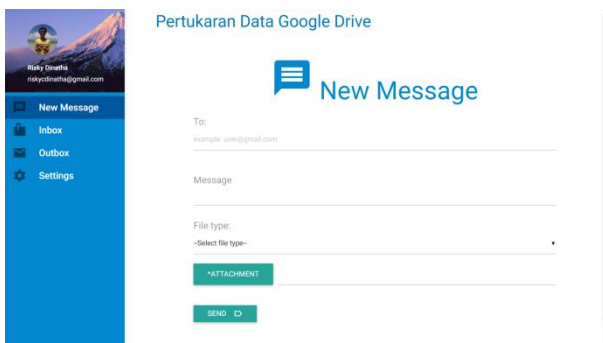 Pertukaran Data Google Drive
Risky Dinatha
riskycdinatha@gmail.com
New Message
Inbox
Outbox
Settings
New Message
To:
example: user@gmail.com
Message
File type:
--Select file type--
*ATTACHMENT
SEND